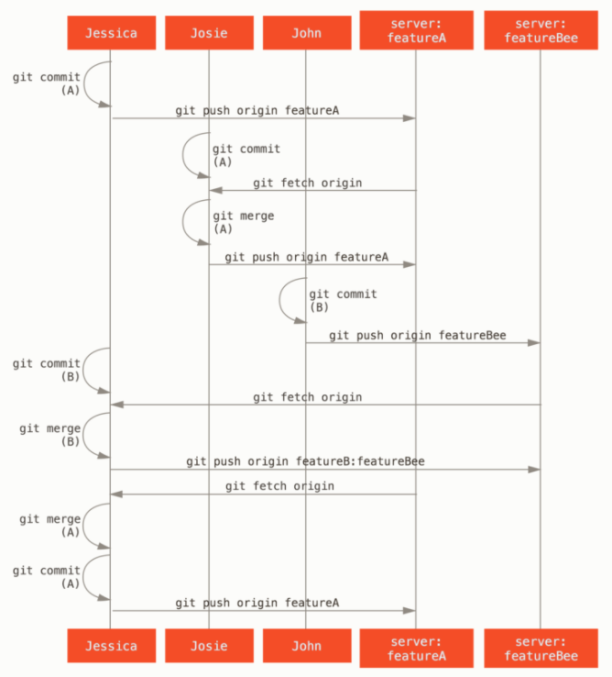 Jessica
Josie
John
server:
featureA
server:
featureBee
git commit
(A)
git push origin featureA
git commit
(A)
git fetch origin
git merge
(A)
git push origin featureA
git commit
(B)
git push origin featureBee
git commit
(B)
git fetch origin
git merge
(B)
git push origin featureB:featureBee
git fetch origin
git merge
(A)
git commit
(A)
git push origin featureA
Jessica
Josie
John
server:
featureA
server:
featureBee